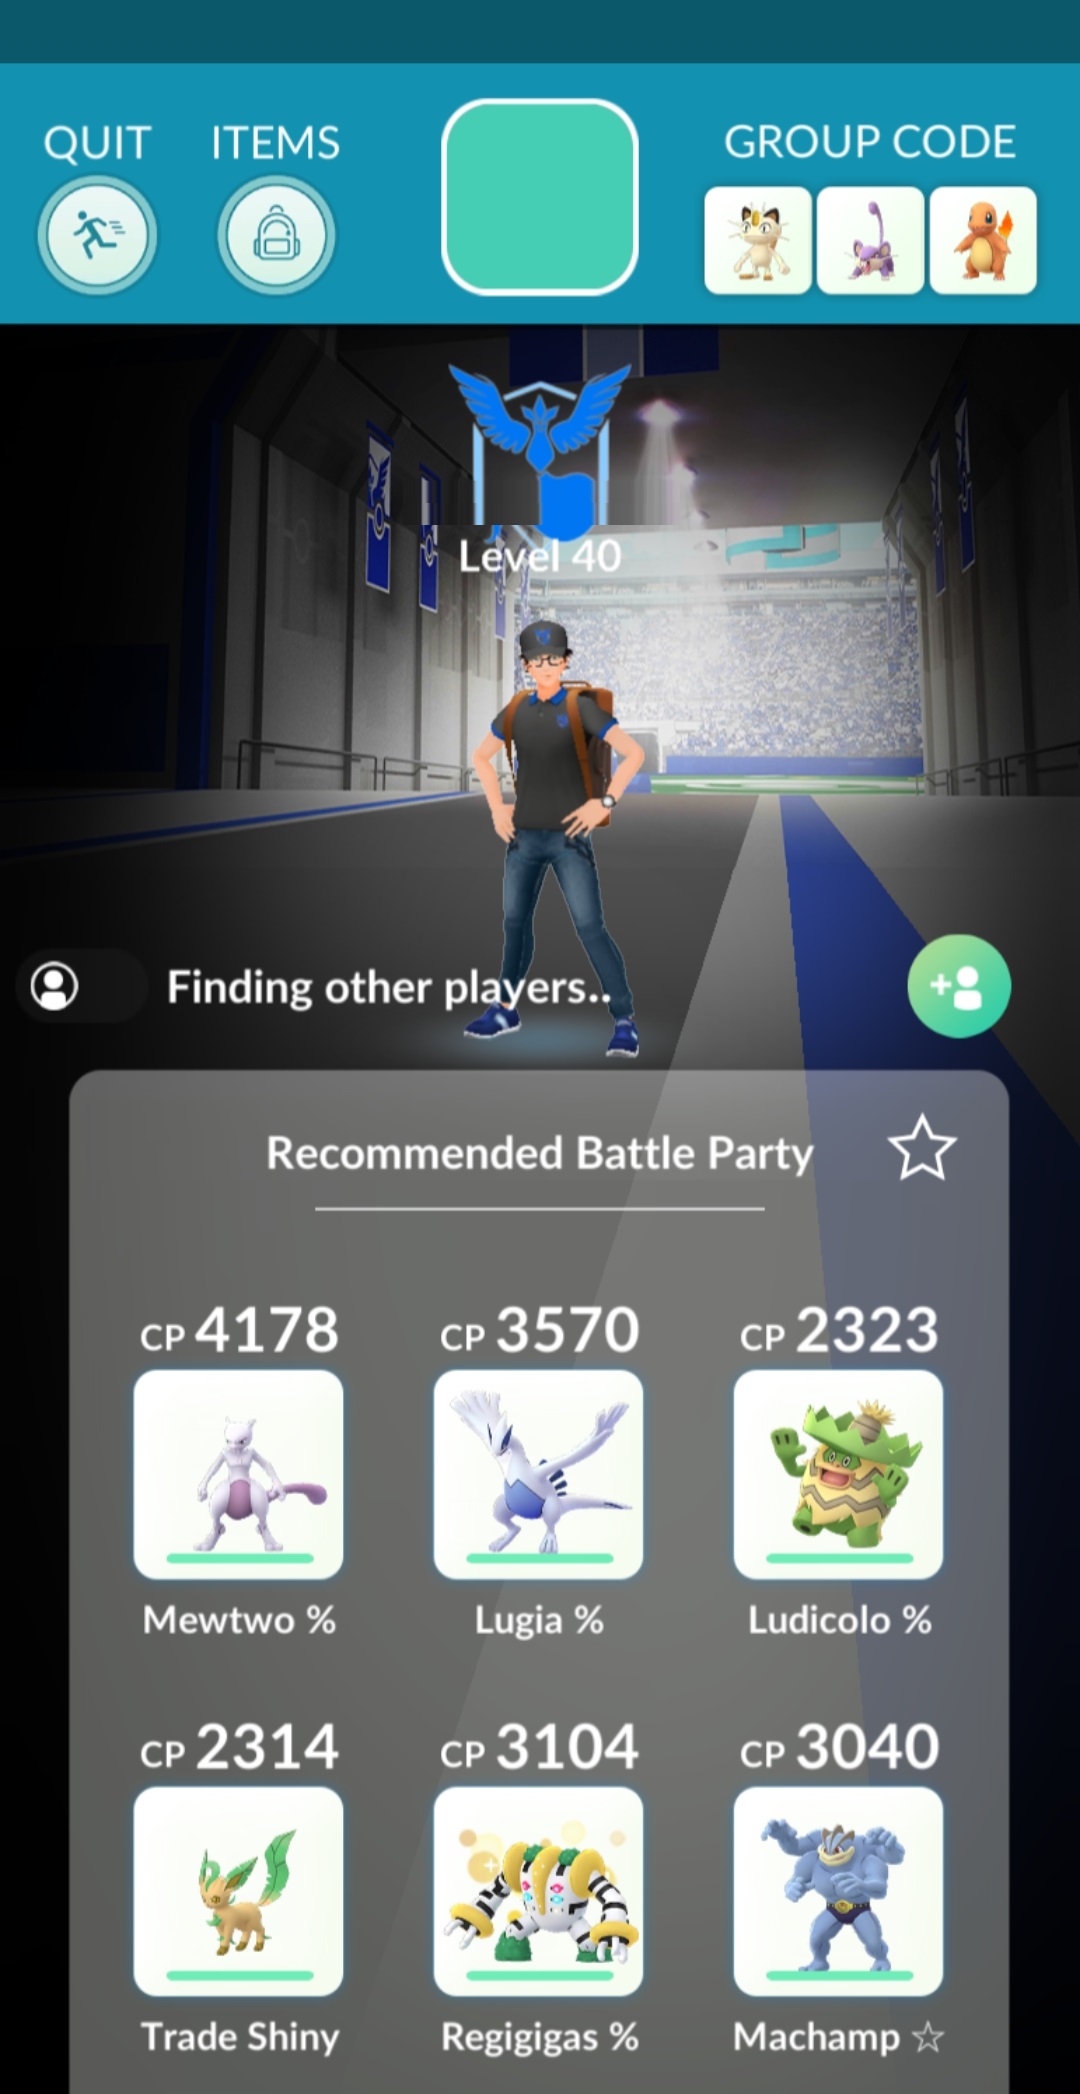 QUIT ITEMS GROUP CODE
Level 40
Finding other players..
Recommended Battle Party
CP 4178 CP 3570 CP 2323
Mewtwo % Lugia % Ludicolo %
CP 2314 CP 3104 CP 3040
Trade Shiny Regigigas % Machamp ☆